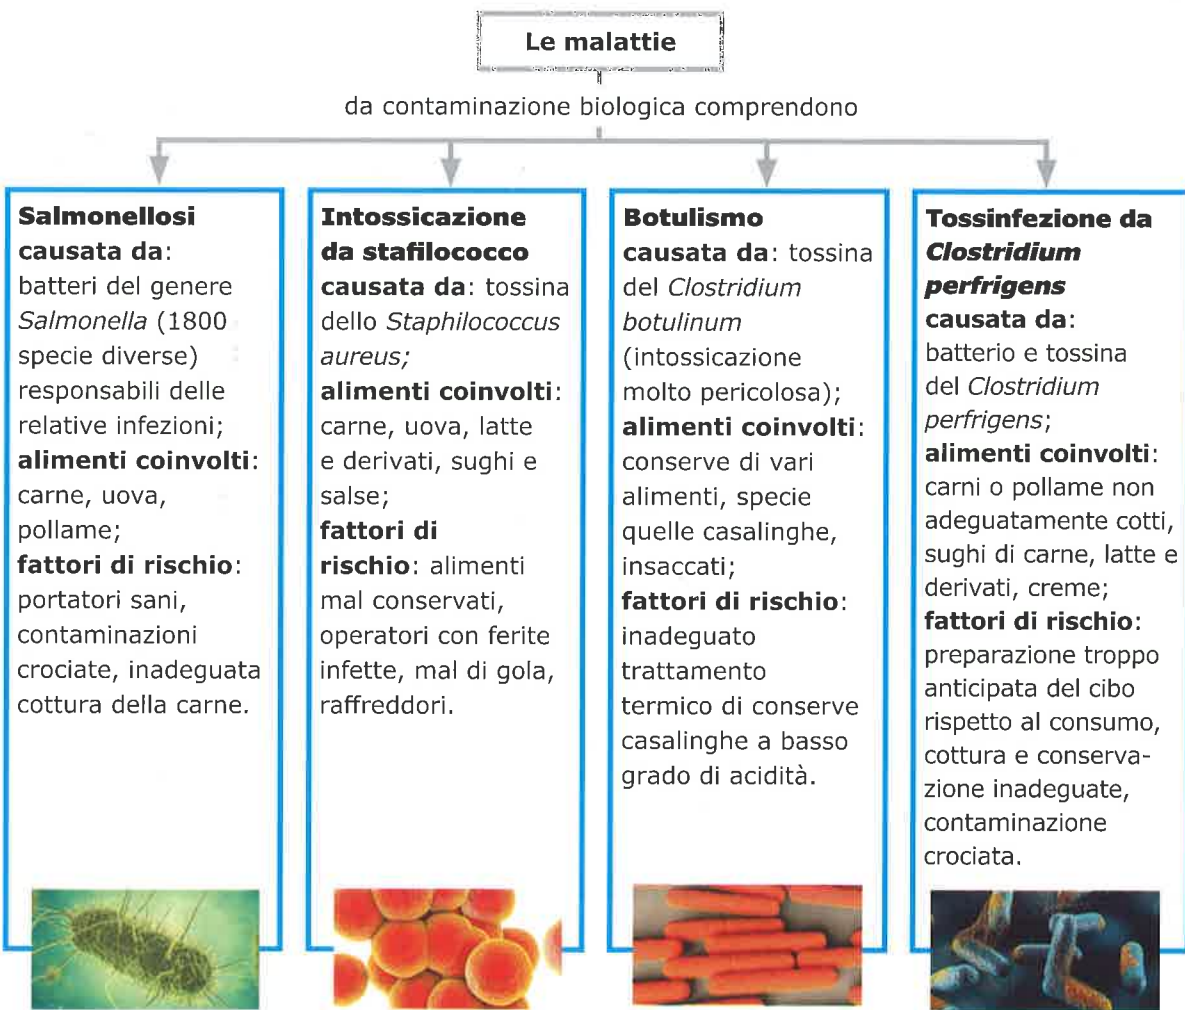 Le malattie
da contaminazione biologica comprendono
Salmonellosi
causata da:
batteri del genere
Salmonella (1800
specie diverse)
responsabili delle
relative infezioni;
alimenti coinvolti:
carne, uova,
pollame;
fattori di rischio:
portatori sani,
contaminazioni
crociate, inadeguata
cottura della carne.
Intossicazione
da stafilococco
causata da: tossina
dello Staphilococcus
aureus;
alimenti coinvolti:
carne, uova, latte
e derivati, sughi e
salse;
fattori di
rischio: alimenti
mal conservati,
operatori con ferite
infette, mal di gola,
raffreddori.
Botulismo
causata da: tossina
del Clostridium
botulinum
(intossicazione
molto pericolosa);
alimenti coinvolti:
conserve di vari
alimenti, specie
quelle casalinghe,
insaccati;
fattori di rischio:
inadeguato
trattamento
termico di conserve
casalinghe a basso
grado di acidità.
Tossinfezione da
Clostridium
perfrigens
causata da:
batterio e tossina
del Clostridium
perfrigens;
alimenti coinvolti:
carni o pollame non
adeguatamente cotti,
sughi di carne, latte e
derivati, creme;
fattori di rischio:
preparazione troppo
anticipata del cibo
rispetto al consumo,
cottura e conserva-
zione inadeguate,
contaminazione
crociata.